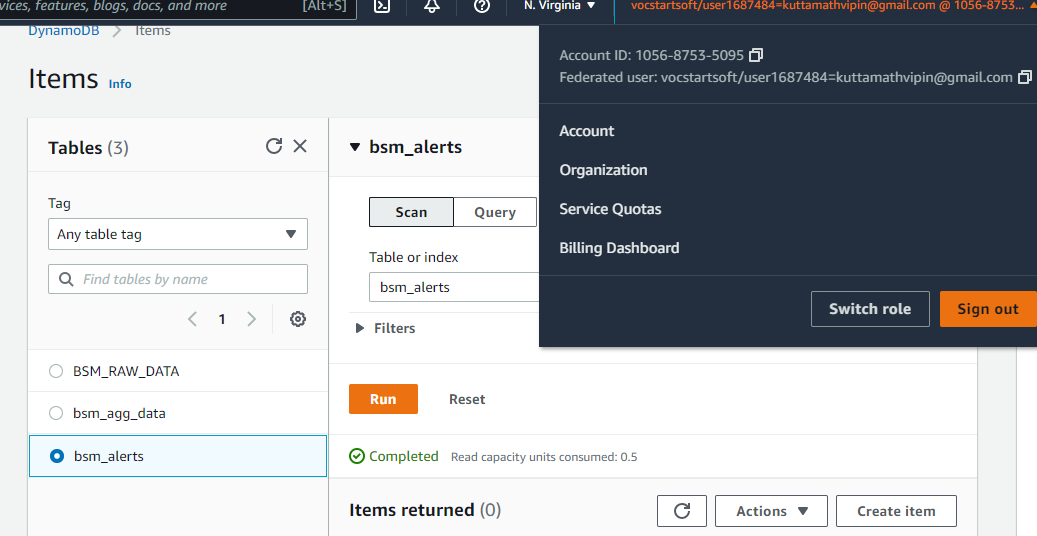 vices, features, blogs, docs, and more [Alt+S] N. Virginia vocstartsoft/user1687484=kuttamathvipin@gmail.com @ 1056-8753...
DynamoDB > Items
Account ID: 1056-8753-5095
Federated user: vocstartsoft/user1687484=kuttamathvipin@gmail.com
Items Info
Account
Organization
Service Quotas
Billing Dashboard
Switch role Sign out
Tables (3)
Tag
Any table tag
Find tables by name
1
BSM_RAW_DATA
bsm_agg_data
bsm_alerts
bsm_alerts
Scan Query
Table or index
bsm_alerts
Filters
Run Reset
Completed Read capacity units consumed: 0.5
Items returned (0) Actions Create item